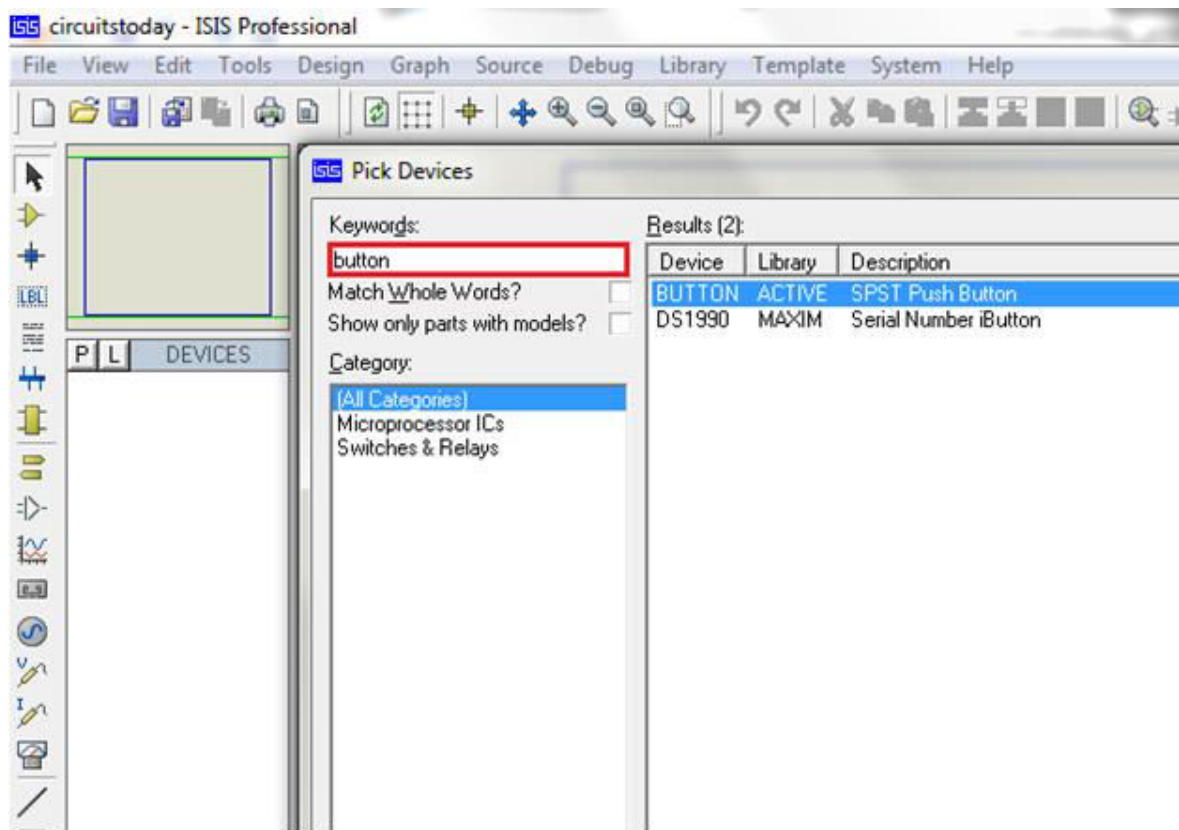 isis circuitstoday - ISIS Professional
File View Edit Tools Design Graph Source Debug Library Template System Help
isis Pick Devices
Keywords:
button
Match Whole Words?
Show only parts with models?
Category:
(All Categories)
Microprocessor ICs
Switches & Relays
Results (2):
Device Library Description
BUTTON ACTIVE SPST Push Button
DS1990 MAXIM Serial Number iButton
LBL
P L DEVICES
V
I